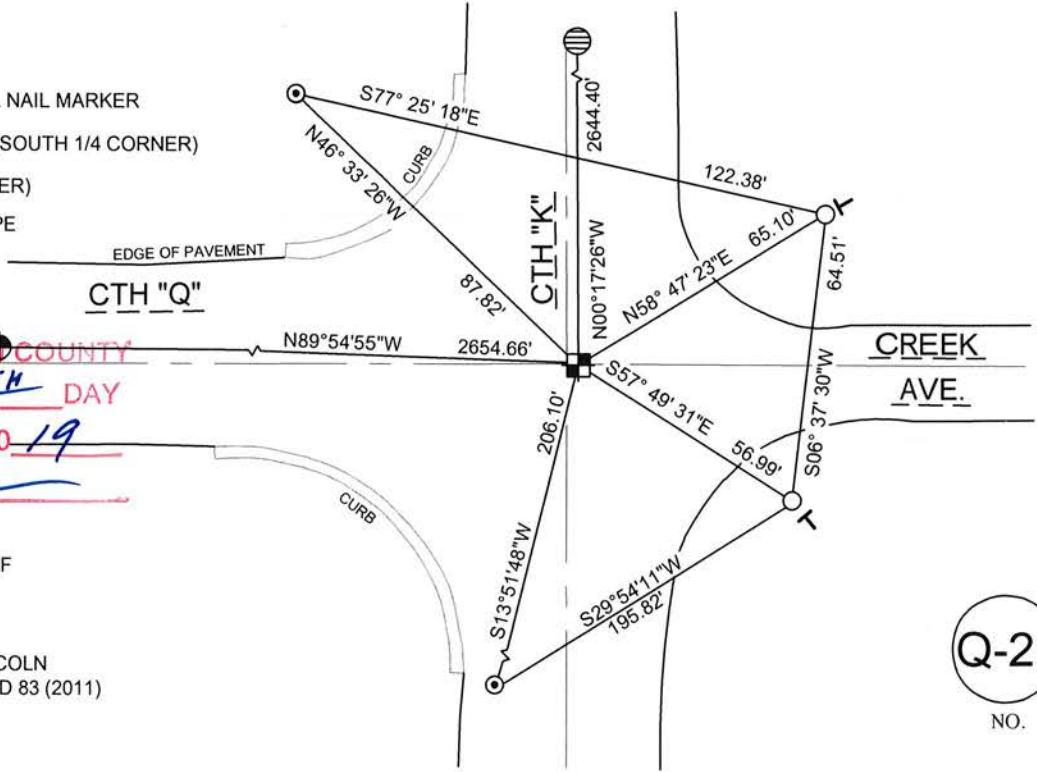 NAIL MARKER
SOUTH 1/4 CORNER)
ER)
PE
EDGE OF PAVEMENT
CTH "Q"
COUNTY
DAY
19
F
COLN
D 83 (2011)
S77° 25' 18"E
122.38'
N46° 33' 26"W
87.82'
CURB
CTH "K"
2644.40'
N00°17'26"W
N58° 47' 23"E
65.10'
64.51'
S06° 37' 30"W
N89°54'55"W
2654.66'
CREEK
AVE.
S57° 49' 31"E
56.99'
206.10'
S13°51'48"W
S29°54'11"W
195.82'
CURB
T
T
Q-2
NO.